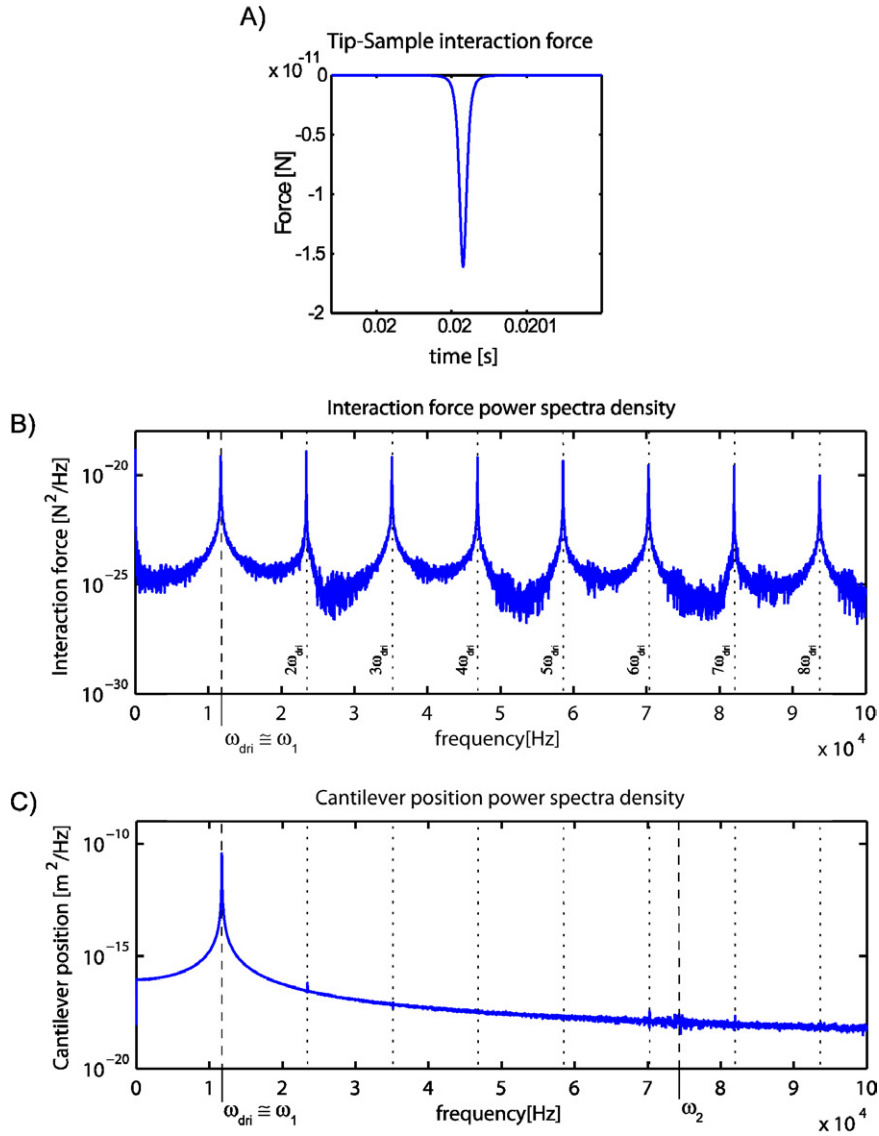 A)
Tip-Sample interaction force
x 10⁻¹¹
0
-0.5
-1
-1.5
-2
Force [N]
0.02 0.02 0.0201
time [s]
B)
Interaction force power spectra density
Interaction force [N²/Hz]
10⁻²⁰
10⁻²⁵
10⁻³⁰
2ω_dri 3ω_dri 4ω_dri 5ω_dri 6ω_dri 7ω_dri 8ω_dri
0 1 2 3 4 5 6 7 8 9 10
ω_dri ≅ ω₁
frequency[Hz]
x 10⁴
C)
Cantilever position power spectra density
Cantilever position [m²/Hz]
10⁻¹⁰
10⁻¹⁵
10⁻²⁰
0 1 2 3 4 5 6 7 8 9 10
ω_dri ≅ ω₁
frequency[Hz]
ω₂
x 10⁴